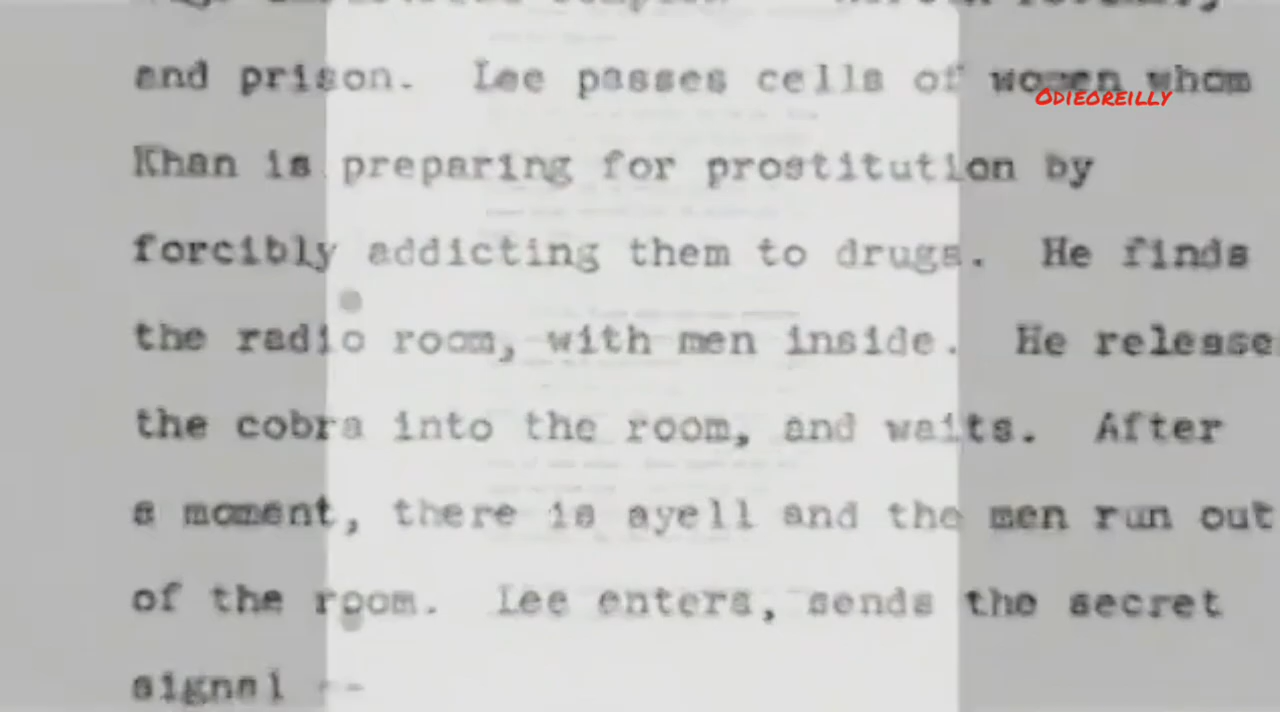 and prison. Lee passes cells of women whom
ODIEOREILLY
Khan is preparing for prostitution by
forcibly addicting them to drugs. He finds
the radio room, with men inside. He release
the cobra into the room, and waits. After
a moment, there is ayell and the men run out
of the room. Lee enters, sends the secret
signal --